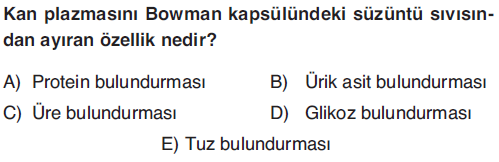 Kan plazmasını Bowman kapsülündeki süzüntü sıvısın-
dan ayıran özellik nedir?
A) Protein bulundurması B) Ürik asit bulundurması
C) Üre bulundurması D) Glikoz bulundurması
E) Tuz bulundurması